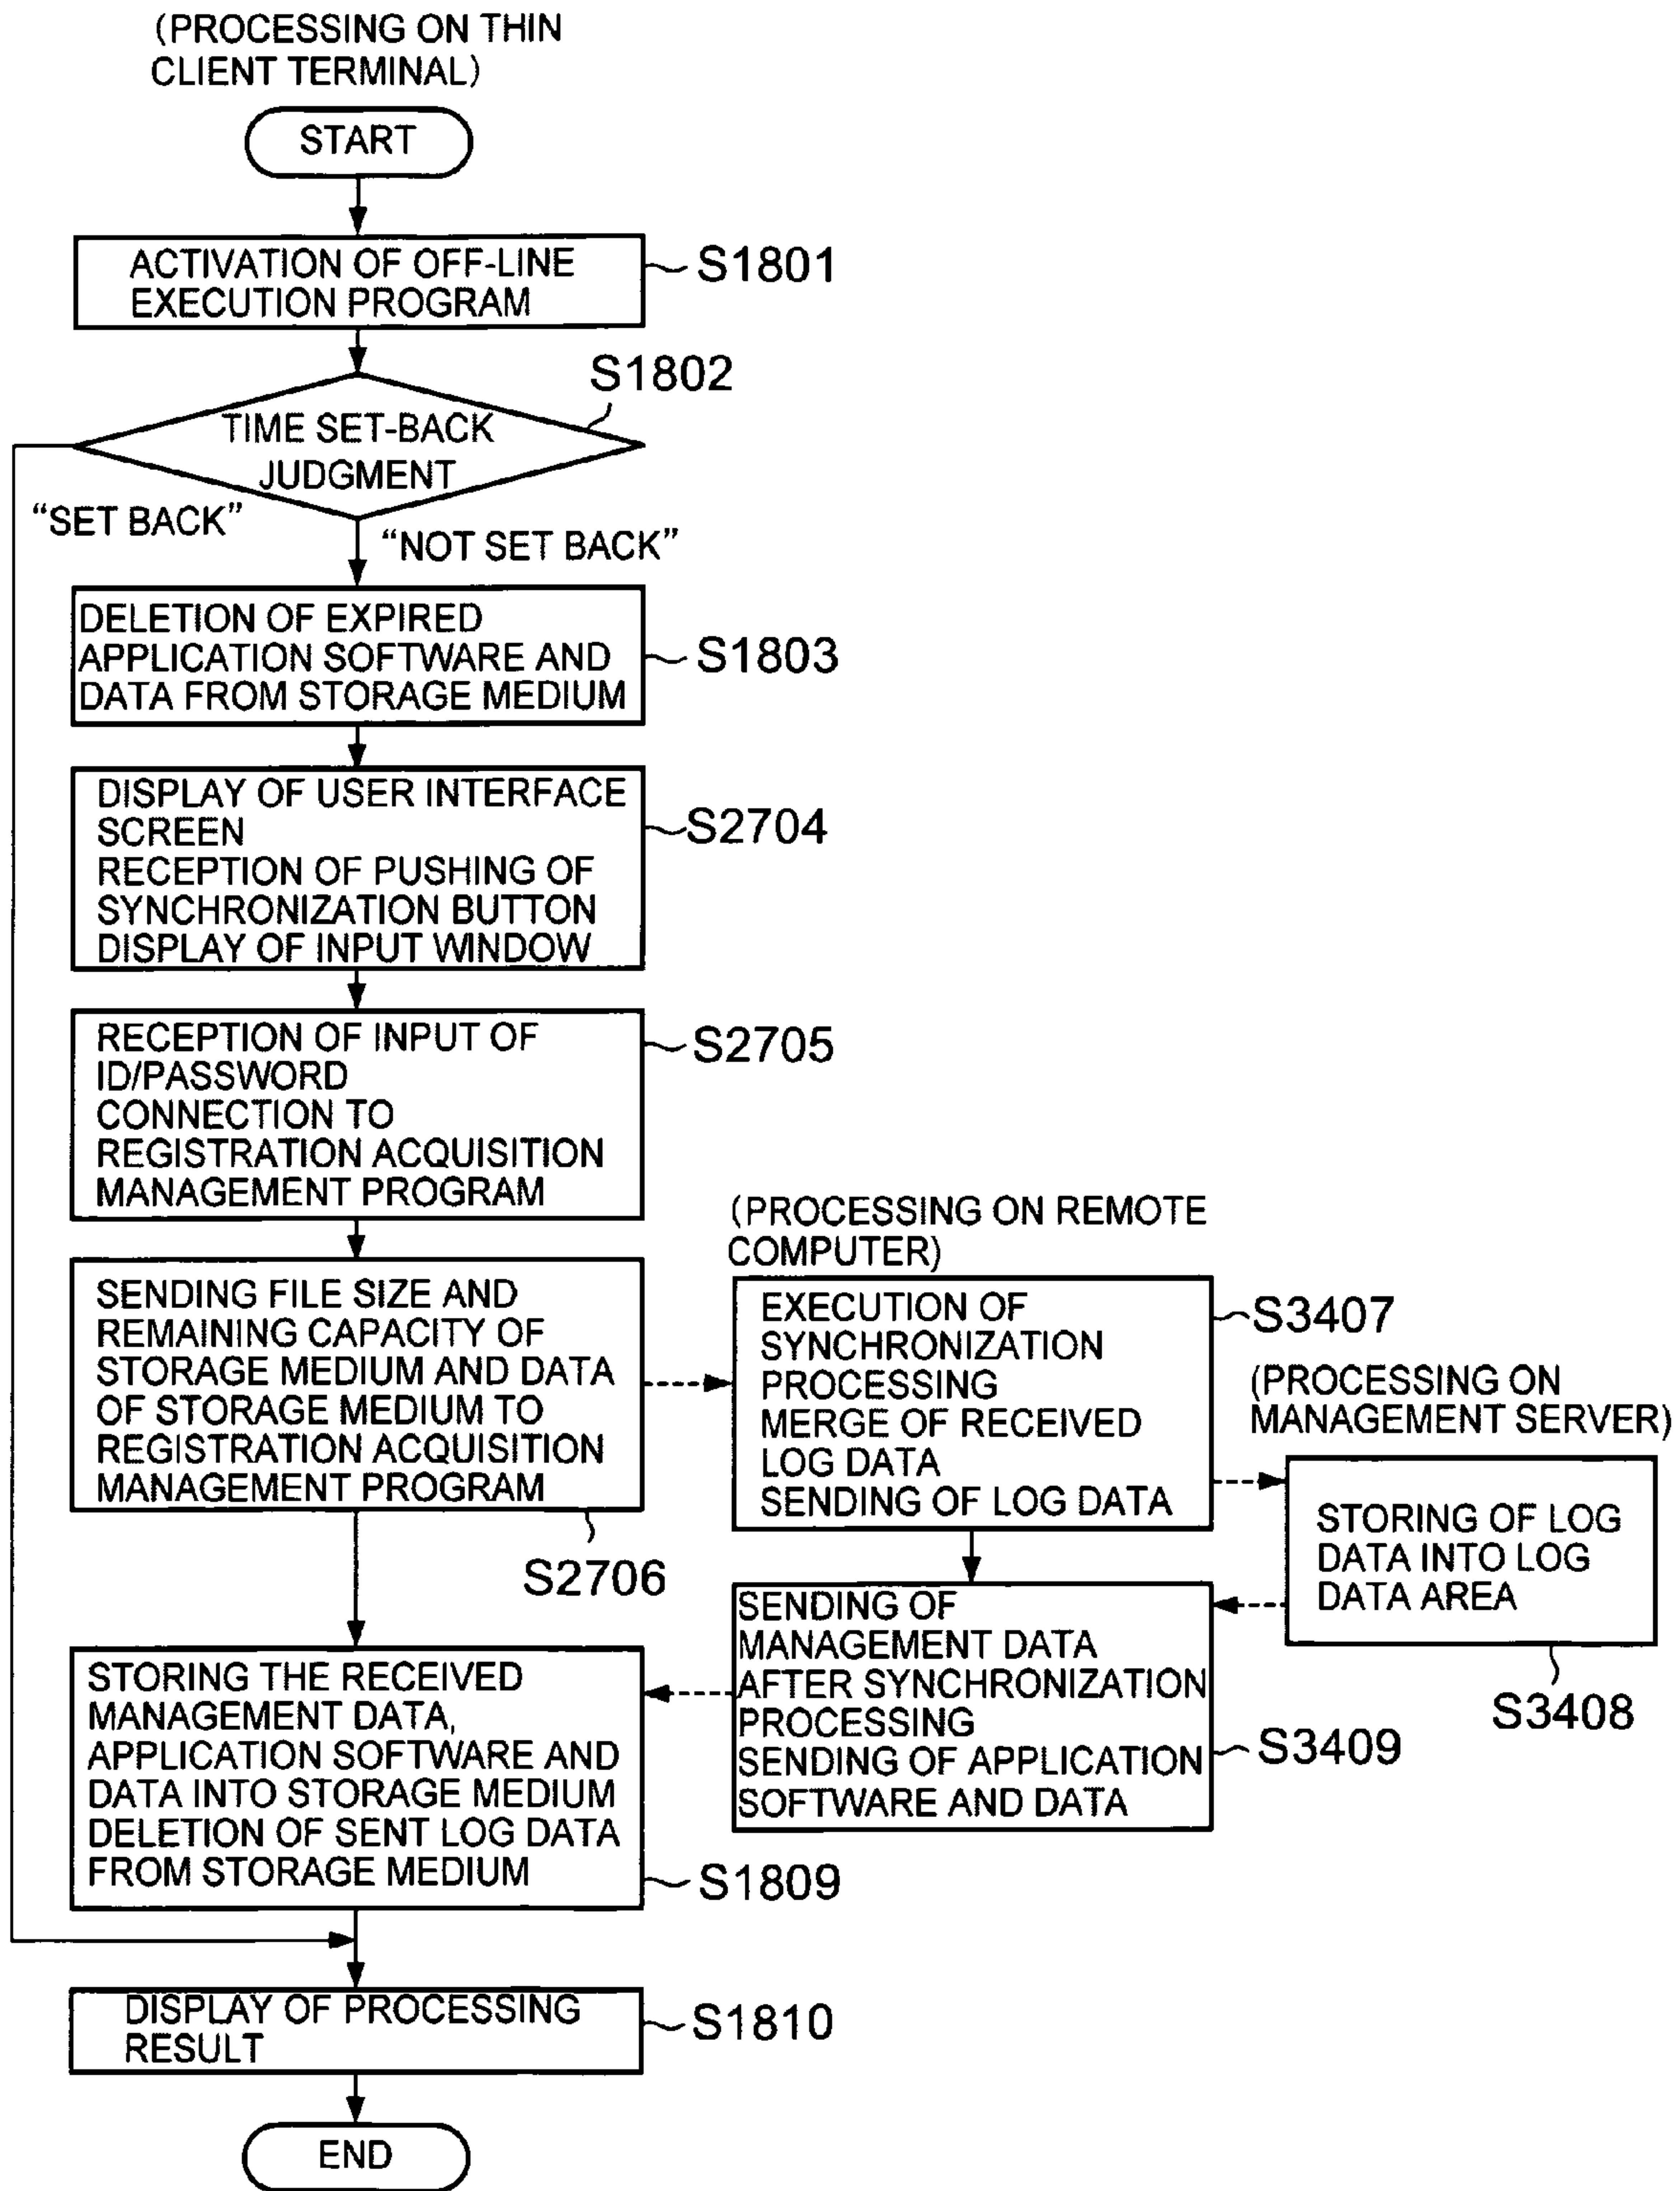 (PROCESSING ON THIN
CLIENT TERMINAL)
START
ACTIVATION OF OFF-LINE
EXECUTION PROGRAM
S1801
S1802
TIME SET-BACK
JUDGMENT
“SET BACK”
“NOT SET BACK”
DELETION OF EXPIRED
APPLICATION SOFTWARE AND
DATA FROM STORAGE MEDIUM
S1803
DISPLAY OF USER INTERFACE
SCREEN
RECEPTION OF PUSHING OF
SYNCHRONIZATION BUTTON
DISPLAY OF INPUT WINDOW
S2704
RECEPTION OF INPUT OF
ID/PASSWORD
CONNECTION TO
REGISTRATION ACQUISITION
MANAGEMENT PROGRAM
S2705
SENDING FILE SIZE AND
REMAINING CAPACITY OF
STORAGE MEDIUM AND DATA
OF STORAGE MEDIUM TO
REGISTRATION ACQUISITION
MANAGEMENT PROGRAM
S2706
(PROCESSING ON REMOTE
COMPUTER)
EXECUTION OF
SYNCHRONIZATION
PROCESSING
MERGE OF RECEIVED
LOG DATA
SENDING OF LOG DATA
S3407
(PROCESSING ON
MANAGEMENT SERVER)
STORING OF LOG
DATA INTO LOG
DATA AREA
S3408
SENDING OF
MANAGEMENT DATA
AFTER SYNCHRONIZATION
PROCESSING
SENDING OF APPLICATION
SOFTWARE AND DATA
S3409
STORING THE RECEIVED
MANAGEMENT DATA,
APPLICATION SOFTWARE AND
DATA INTO STORAGE MEDIUM
DELETION OF SENT LOG DATA
FROM STORAGE MEDIUM
S1809
DISPLAY OF PROCESSING
RESULT
S1810
END